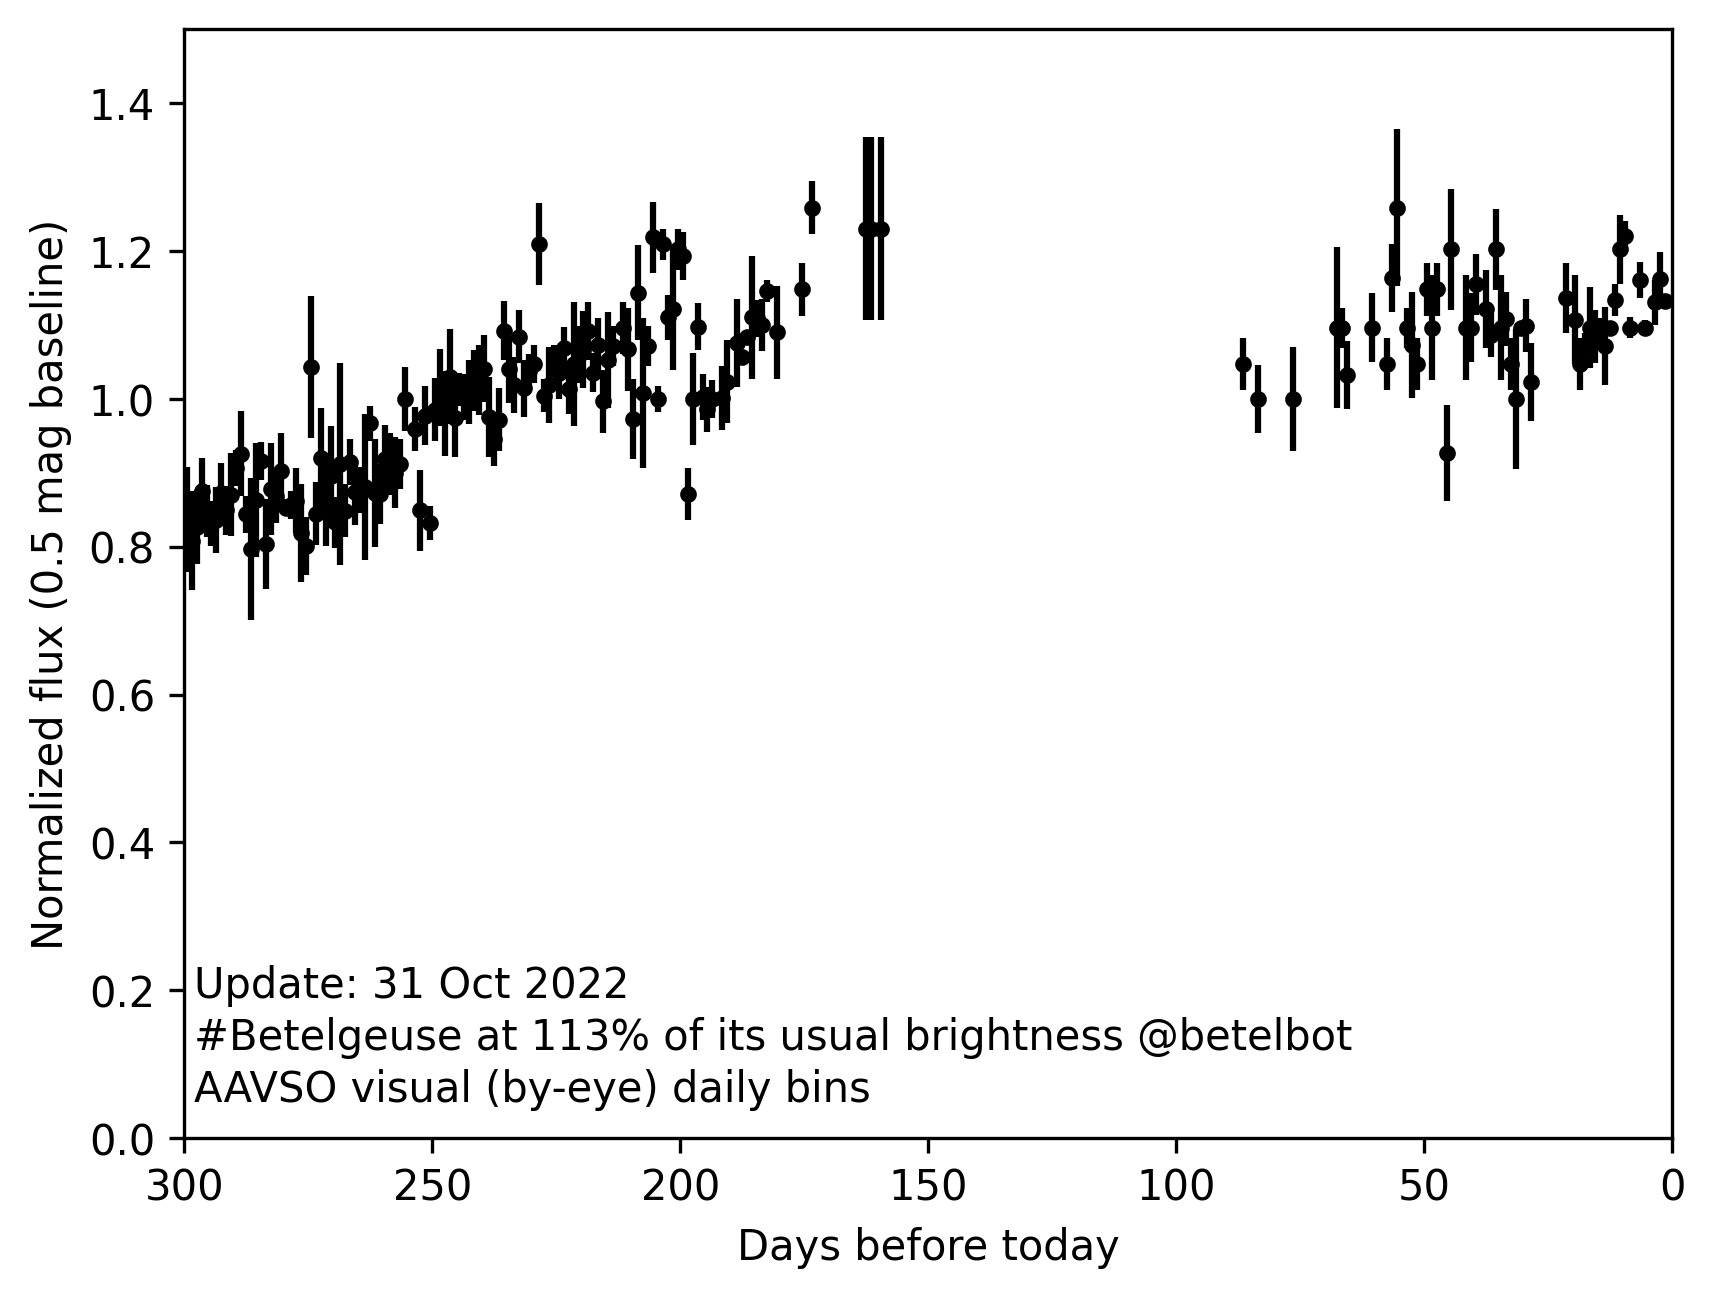 1.4
1.2
1.0
0.8
0.6
0.4
0.2
0.0
Normalized flux (0.5 mag baseline)
Update: 31 Oct 2022
#Betelgeuse at 113% of its usual brightness @betelbot
AAVSO visual (by-eye) daily bins
300 250 200 150 100 50 0
Days before today